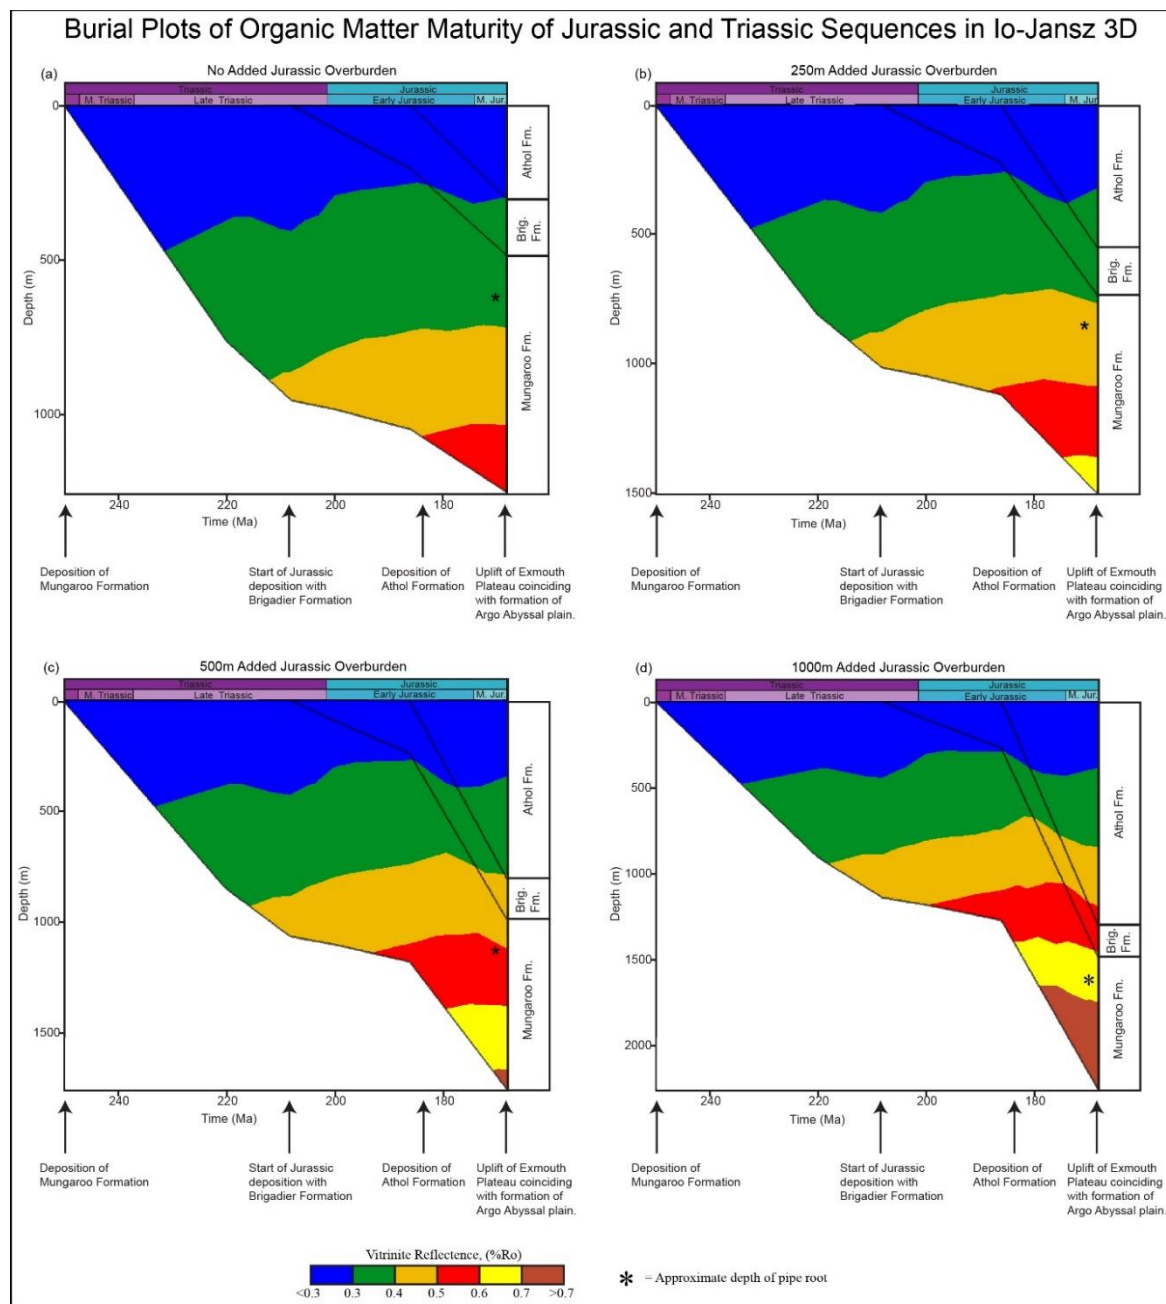 Burial Plots of Organic Matter Maturity of Jurassic and Triassic Sequences in Io-Jansz 3D
(a)
No Added Jurassic Overburden
Triassic
Jurassic
M. Triassic
Late Triassic
Early Jurassic
M. Jur.
0
500
1000
Depth (m)
Athol Fm.
Brig.
Fm.
Mungaroo Fm.
*
240
220
200
180
Time (Ma)
Deposition of
Mungaroo Formation
Start of Jurassic
deposition with
Brigadier Formation
Deposition of
Athol Formation
Uplift of Exmouth
Plateau coinciding
with formation of
Argo Abyssal plain.
(b)
250m Added Jurassic Overburden
Triassic
Jurassic
M. Triassic
Late Triassic
Early Jurassic
M. Jur
0
500
1000
1500
Depth (m)
Athol Fm.
Brig.
Fm.
Mungaroo Fm.
*
240
220
200
180
Time (Ma)
Deposition of
Mungaroo Formation
Start of Jurassic
deposition with
Brigadier Formation
Deposition of
Athol Formation
Uplift of Exmouth
Plateau coinciding
with formation of
Argo Abyssal plain.
(c)
500m Added Jurassic Overburden
Triassic
Jurassic
M. Triassic
Late Triassic
Early Jurassic
M. Jur.
0
500
1000
1500
Depth (m)
Athol Fm.
Brig.
Fm.
Mungaroo Fm.
*
240
220
200
180
Time (Ma)
Deposition of
Mungaroo Formation
Start of Jurassic
deposition with
Brigadier Formation
Deposition of
Athol Formation
Uplift of Exmouth
Plateau coinciding
with formation of
Argo Abyssal plain.
(d)
1000m Added Jurassic Overburden
Triassic
Jurassic
M. Triassic
Late Triassic
Early Jurassic
M. Jur.
0
500
1000
1500
2000
Depth (m)
Athol Fm.
Brig.
Fm.
Mungaroo Fm.
*
240
220
200
180
Time (Ma)
Deposition of
Mungaroo Formation
Start of Jurassic
deposition with
Brigadier Formation
Deposition of
Athol Formation
Uplift of Exmouth
Plateau coinciding
with formation of
Argo Abyssal plain.
Vitrinite Reflectence, (%Ro)
<0.3 0.3 0.4 0.5 0.6 0.7 >0.7
* = Approximate depth of pipe root